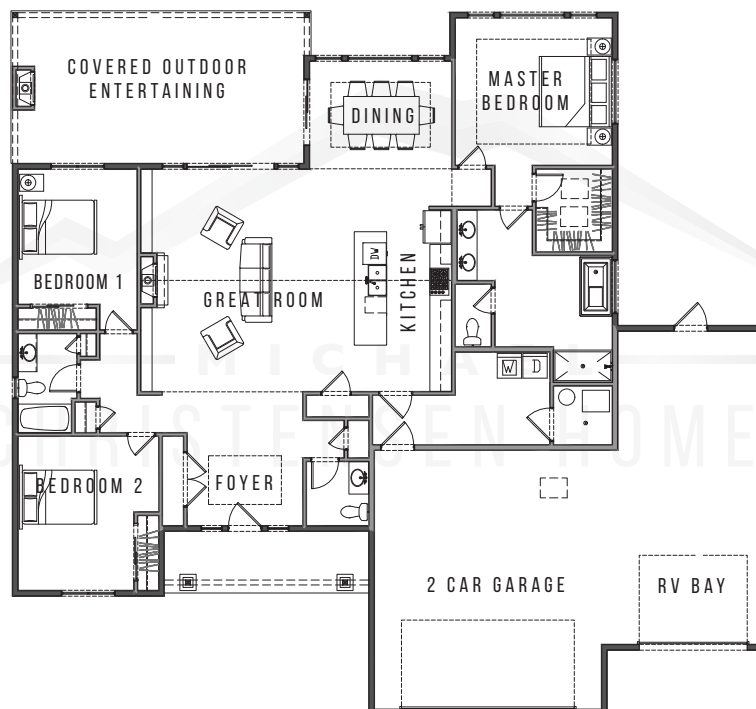 COVERED OUTDOOR
ENTERTAINING
DINING
MASTER
BEDROOM
BEDROOM 1
GREAT ROOM
DW
KITCHEN
MICHAEL
CHRISTENSEN HOME
W
D
BEDROOM 2
FOYER
2 CAR GARAGE
RV BAY